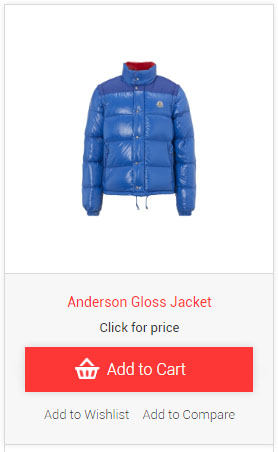 Anderson Gloss Jacket
Click for price
Add to Cart
Add to Wishlist Add to Compare